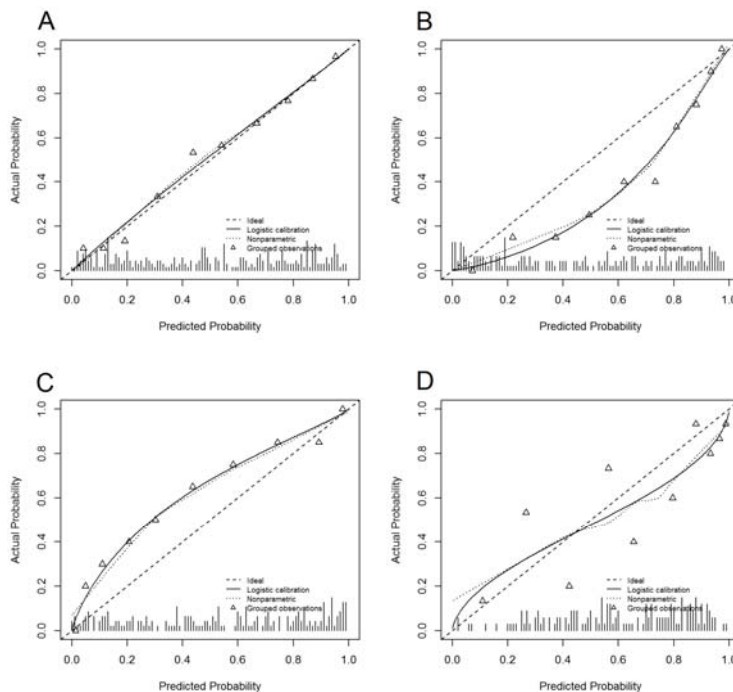 A
1.0
0.8
0.6
0.4
0.2
0.0
Actual Probability
Ideal
Logistic calibration
Nonparametric
Grouped observations
0.0 0.2 0.4 0.6 0.8 1.0
Predicted Probability
B
1.0
0.8
0.6
0.4
0.2
0.0
Actual Probability
Ideal
Logistic calibration
Nonparametric
Grouped observations
0.0 0.2 0.4 0.6 0.8 1.0
Predicted Probability
C
1.0
0.8
0.6
0.4
0.2
0.0
Actual Probability
Ideal
Logistic calibration
Nonparametric
Grouped observations
0.0 0.2 0.4 0.6 0.8 1.0
Predicted Probability
D
1.0
0.8
0.6
0.4
0.2
0.0
Actual Probability
Ideal
Logistic calibration
Nonparametric
Grouped observations
0.0 0.2 0.4 0.6 0.8 1.0
Predicted Probability